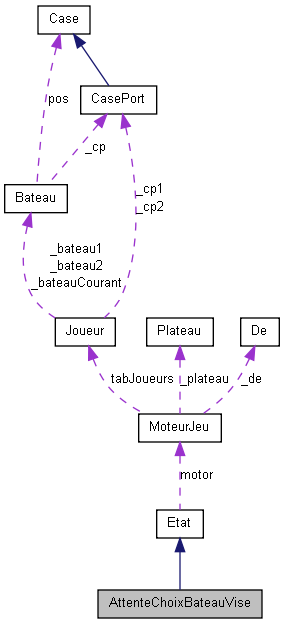 Case
pos
CasePort
_cp
_cp1
_cp2
Bateau
_bateau1
_bateau2
_bateauCourant
Joueur
Plateau
De
tabJoueurs
_plateau
_de
MoteurJeu
motor
Etat
AttenteChoixBateauVise